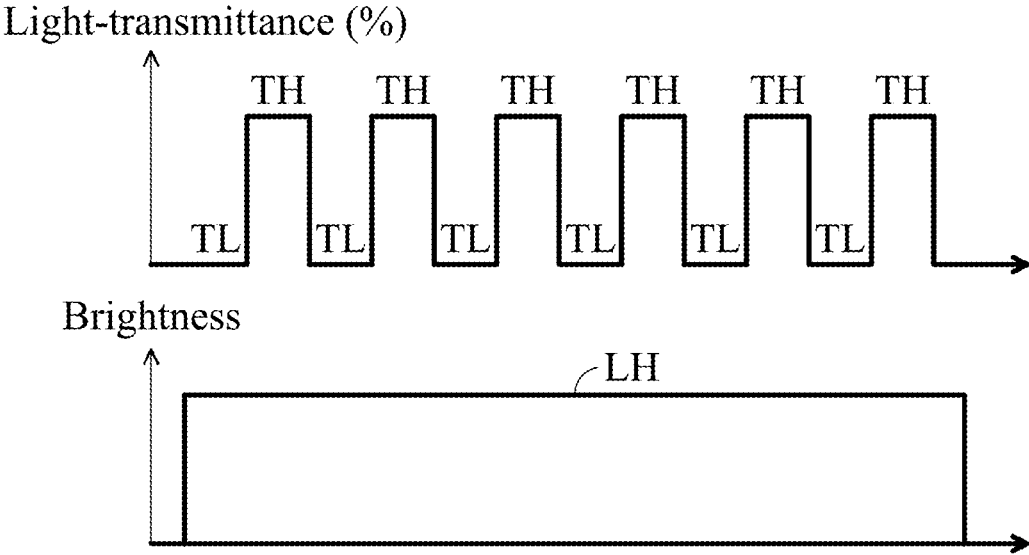 Light-transmittance (%)
TH TH TH TH TH TH
TL TL TL TL TL TL
Brightness
LH